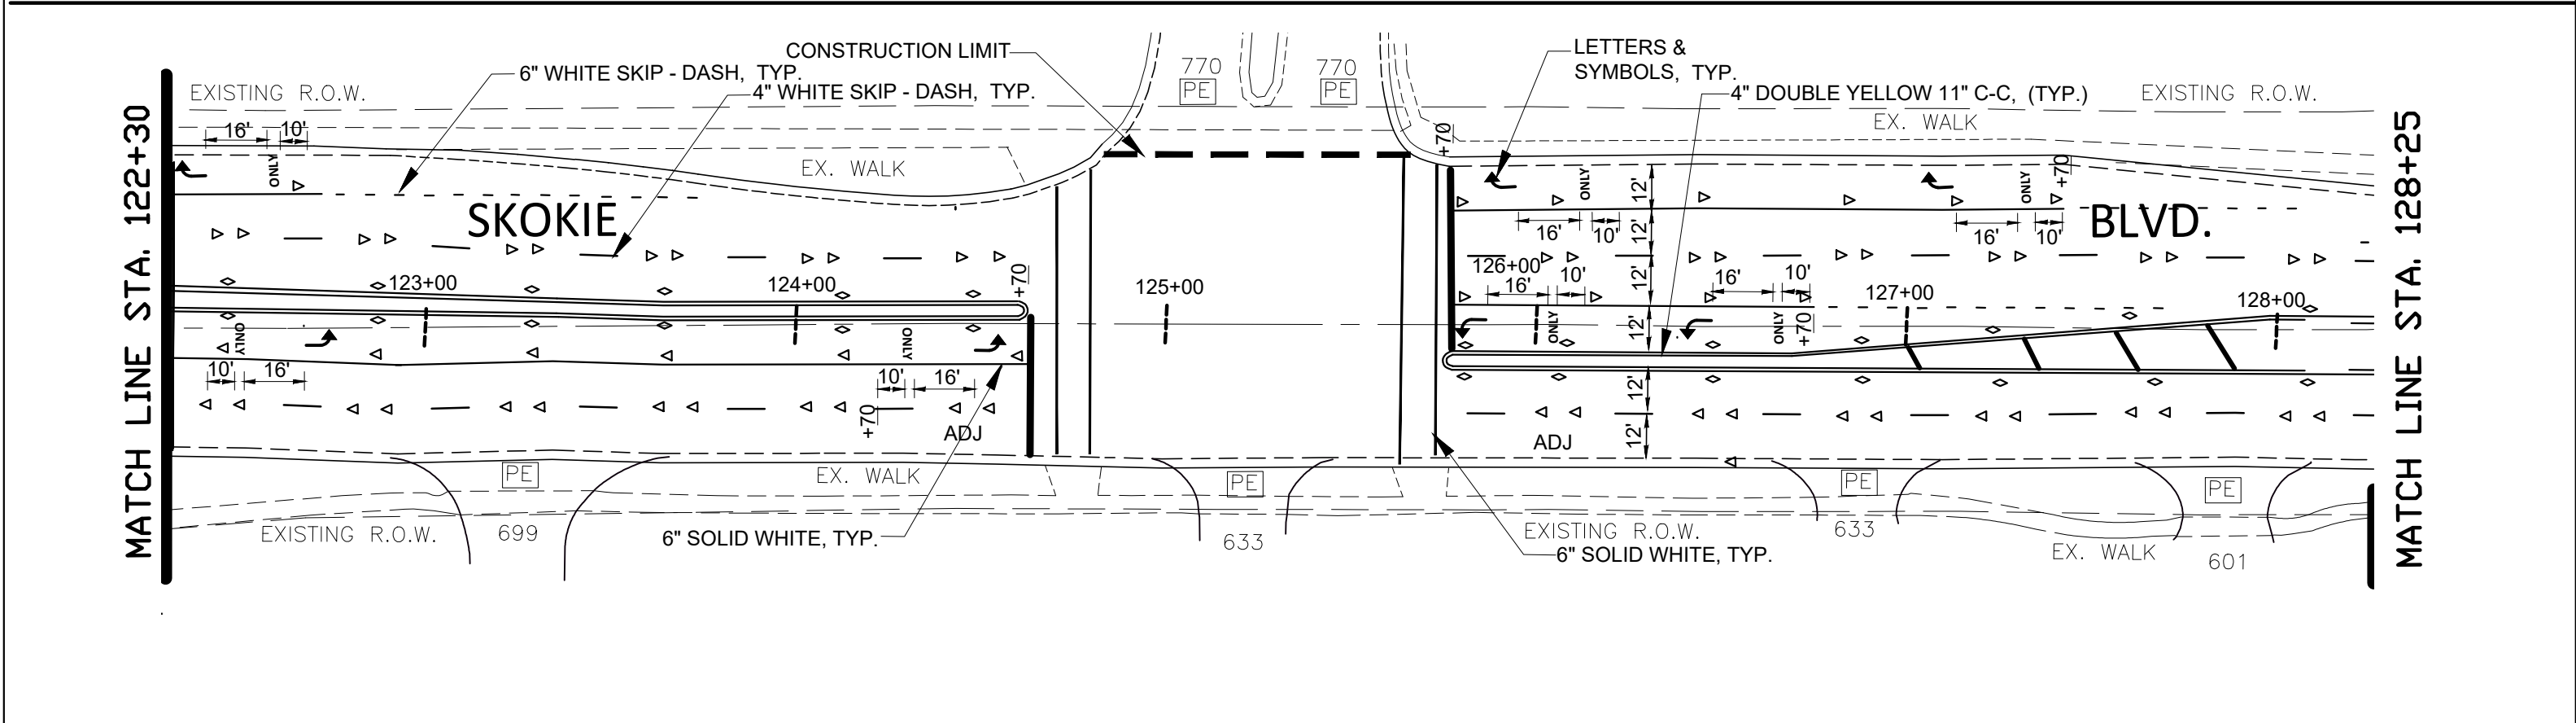 CONSTRUCTION LIMIT
6" WHITE SKIP - DASH, TYP.
4" WHITE SKIP - DASH, TYP.
EXISTING R.O.W.
16' 10'
ONLY
EX. WALK
SKOKIE
770
PE
770
PE
LETTERS &
SYMBOLS, TYP.
4" DOUBLE YELLOW 11" C-C, (TYP.)
EXISTING R.O.W.
EX. WALK
+70
+70
ONLY
ONLY
12'
12'
12'
12'
12'
12'
16' 10'
16' 10'
BLVD.
MATCH LINE STA. 122+30
MATCH LINE STA. 128+25
123+00
124+00
+70
125+00
126+00
16' 10'
16' 10'
127+00
128+00
ONLY
ONLY
ONLY
ONLY
+70
10' 16'
10' 16'
+70
ADJ
ADJ
PE
EX. WALK
PE
PE
PE
EXISTING R.O.W.
699
6" SOLID WHITE, TYP.
633
EXISTING R.O.W.
6" SOLID WHITE, TYP.
633
EX. WALK
601